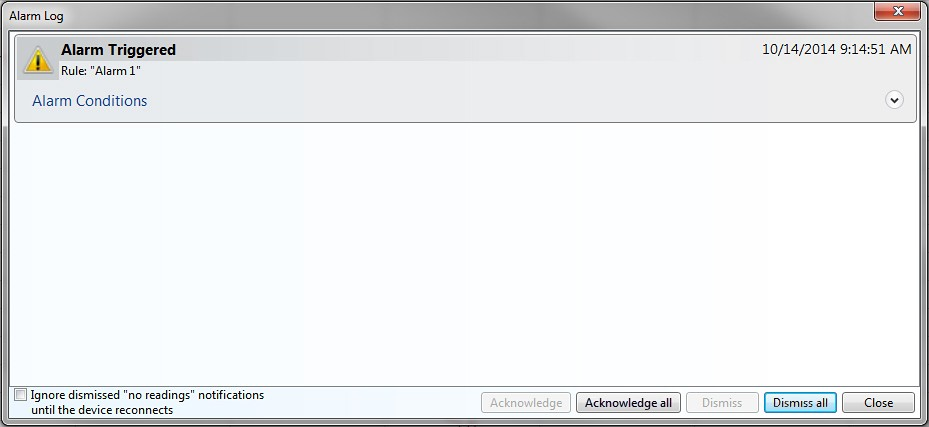 Alarm Log
Alarm Triggered
10/14/2014 9:14:51 AM
Rule: "Alarm 1"
Alarm Conditions
Ignore dismissed "no readings" notifications
until the device reconnects
Acknowledge
Acknowledge all
Dismiss
Dismiss all
Close